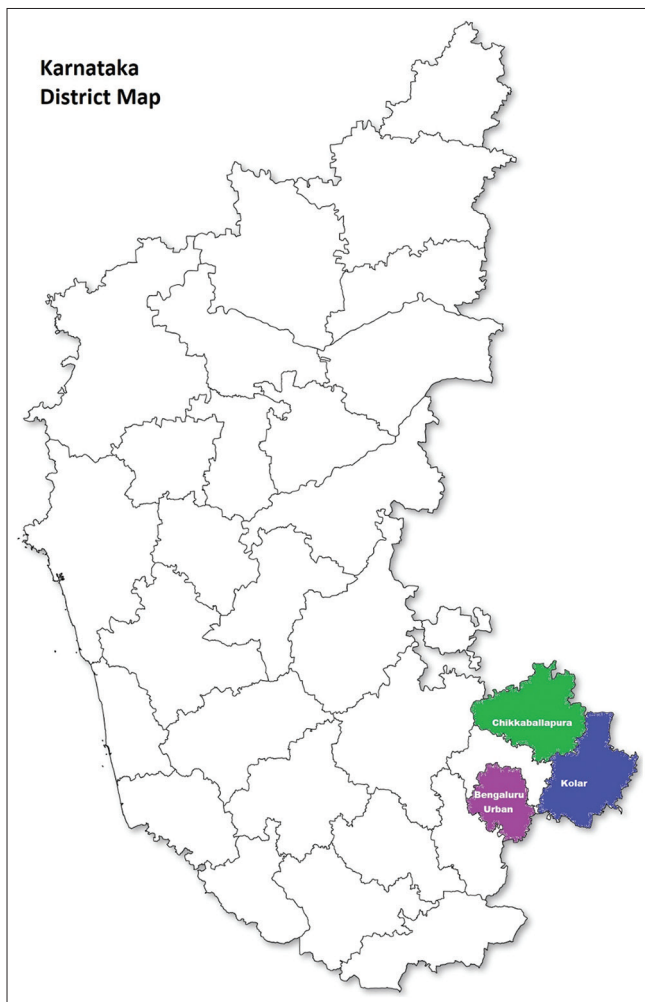 Karnataka
District Map
Chikkaballapura
Kolar
Bengaluru
Urban